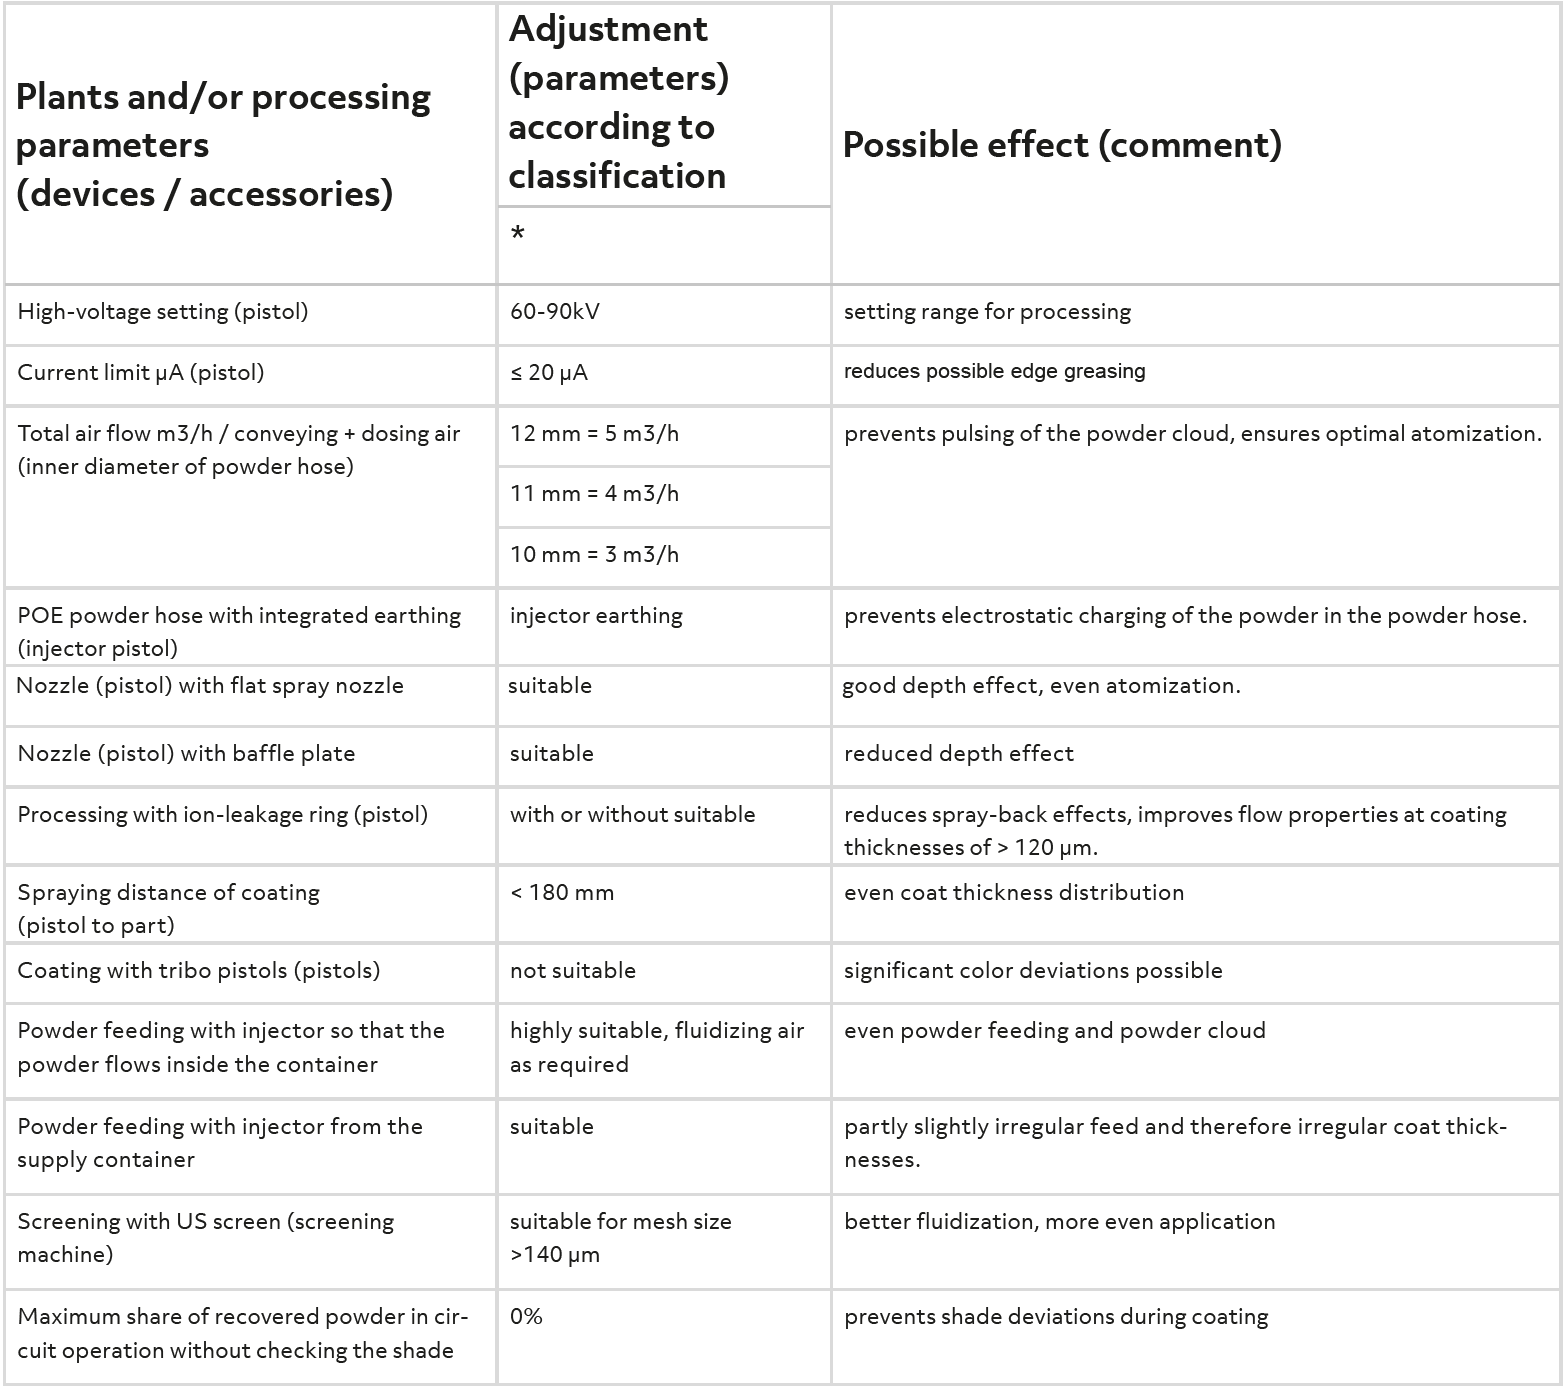 Plants and/or processing
parameters
(devices / accessories)
Adjustment
(parameters)
according to
classification
*
Possible effect (comment)
High-voltage setting (pistol)
60-90kV
setting range for processing
Current limit µA (pistol)
≤ 20 µA
reduces possible edge greasing
Total air flow m3/h / conveying + dosing air
(inner diameter of powder hose)
12 mm = 5 m3/h
11 mm = 4 m3/h
10 mm = 3 m3/h
prevents pulsing of the powder cloud, ensures optimal atomization.
POE powder hose with integrated earthing
(injector pistol)
injector earthing
prevents electrostatic charging of the powder in the powder hose.
Nozzle (pistol) with flat spray nozzle
suitable
good depth effect, even atomization.
Nozzle (pistol) with baffle plate
suitable
reduced depth effect
Processing with ion-leakage ring (pistol)
with or without suitable
reduces spray-back effects, improves flow properties at coating
thicknesses of > 120 µm.
Spraying distance of coating
(pistol to part)
< 180 mm
even coat thickness distribution
Coating with tribo pistols (pistols)
not suitable
significant color deviations possible
Powder feeding with injector so that the
powder flows inside the container
highly suitable, fluidizing air
as required
even powder feeding and powder cloud
Powder feeding with injector from the
supply container
suitable
partly slightly irregular feed and therefore irregular coat thick-
nesses.
Screening with US screen (screening
machine)
suitable for mesh size
>140 µm
better fluidization, more even application
Maximum share of recovered powder in cir-
cuit operation without checking the shade
0%
prevents shade deviations during coating